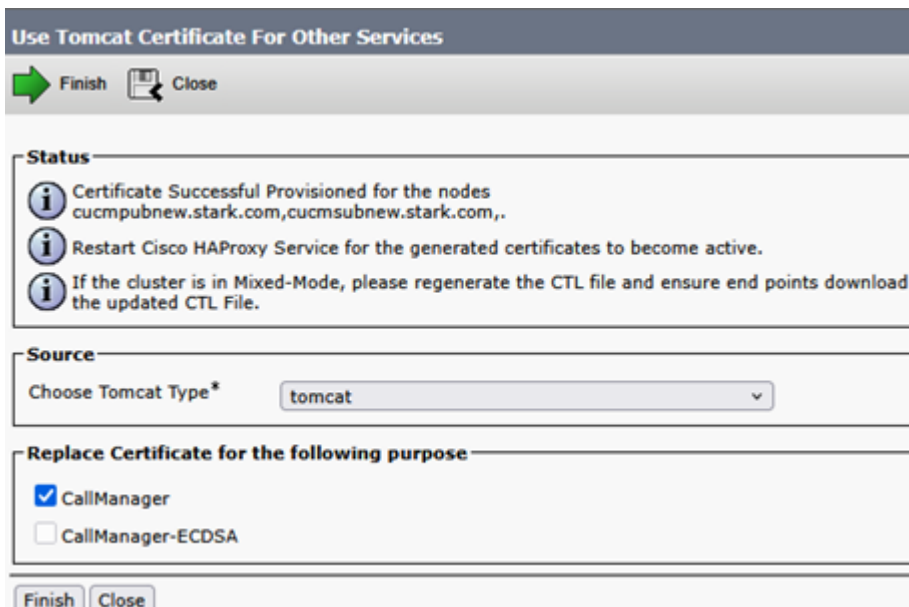 Use Tomcat Certificate For Other Services
Finish Close
Status
Certificate Successful Provisioned for the nodes
cucmpubnew.stark.com,cucmsubnew.stark.com,.
Restart Cisco HAProxy Service for the generated certificates to become active.
If the cluster is in Mixed-Mode, please regenerate the CTL file and ensure end points download
the updated CTL File.
Source
Choose Tomcat Type* tomcat
Replace Certificate for the following purpose
CallManager
CallManager-ECDSA
Finish Close